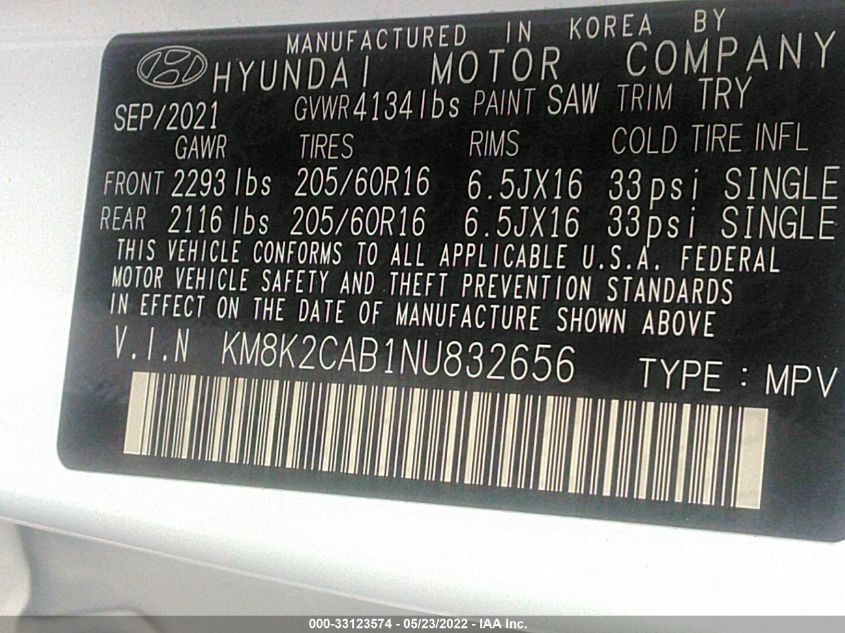 MANUFACTURED IN KOREA BY
HYUNDAI MOTOR COMPANY
SEP/2021 GVWR 4134 lbs PAINT SAW TRIM TRY
GAWR TIRES RIMS COLD TIRE INFL
FRONT 2293 lbs 205/60R16 6.5JX16 33psi SINGLE
REAR 2116 lbs 205/60R16 6.5JX16 33psi SINGLE
THIS VEHICLE CONFORMS TO ALL APPLICABLE U.S.A. FEDERAL
MOTOR VEHICLE SAFETY AND THEFT PREVENTION STANDARDS
IN EFFECT ON THE DATE OF MANUFACTURE SHOWN ABOVE
V.I.N KM8K2CAB1NU832656 TYPE : MPV
000-33123574 - 05/23/2022 - IAA Inc.